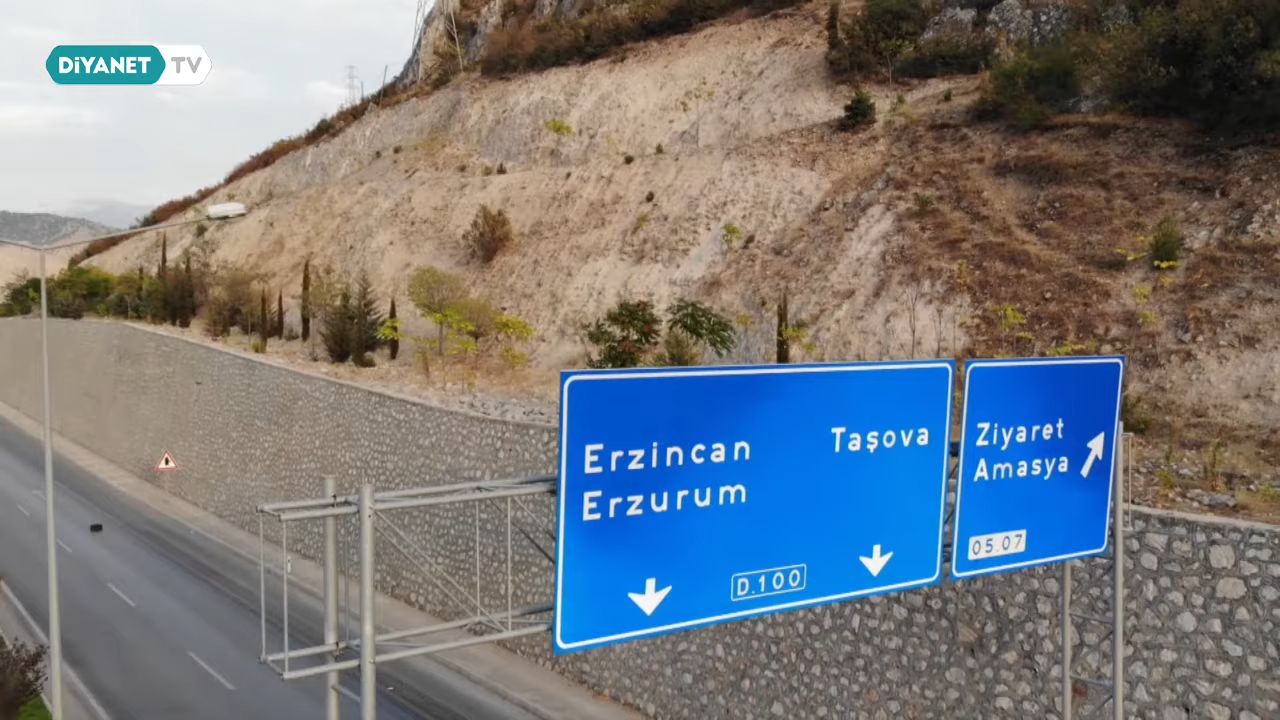 DİYANET TV
Erzincan
Erzurum
Taşova
D.100
Ziyaret
Amasya
05.07